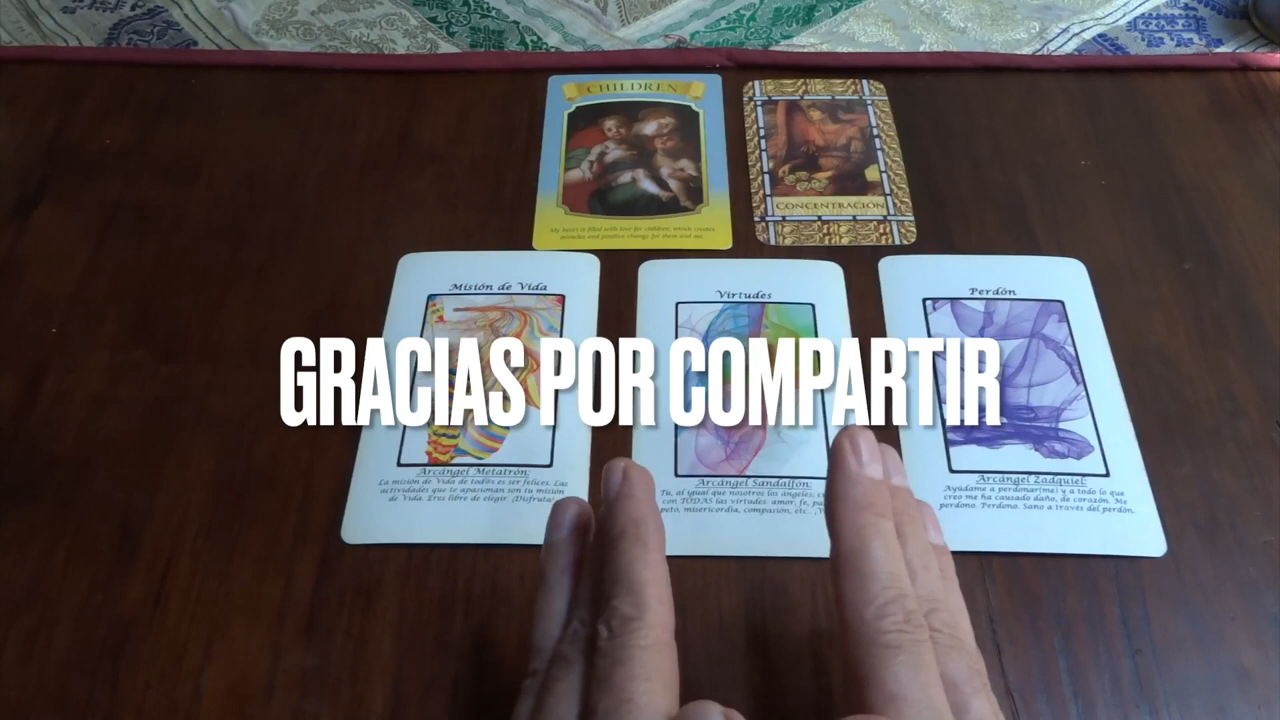 CHILDREN
My heart is filled with love for children, which creates
miracles and positive change for them and me.
CONCENTRACIÓN
Misión de Vida
Arcángel Metatrón:
La misión de Vida de tod@s es ser felices. Las
actividades que te apasionan son tu misión
de Vida. Eres libre de elegir. ¡Disfruta!
Virtudes
Arcángel Sandalfón:
Tú, al igual que nosotros los ángeles,
con TODAS las virtudes: amor, fe,
misericordia, compasión, etc..
Perdón
Arcángel Zadquiel:
Ayúdame a perdonar(me) y a todo lo que
creo me ha causado daño, de corazón. Me
perdono. Perdono. Sano a través del perdón.
GRACIAS POR COMPARTIR